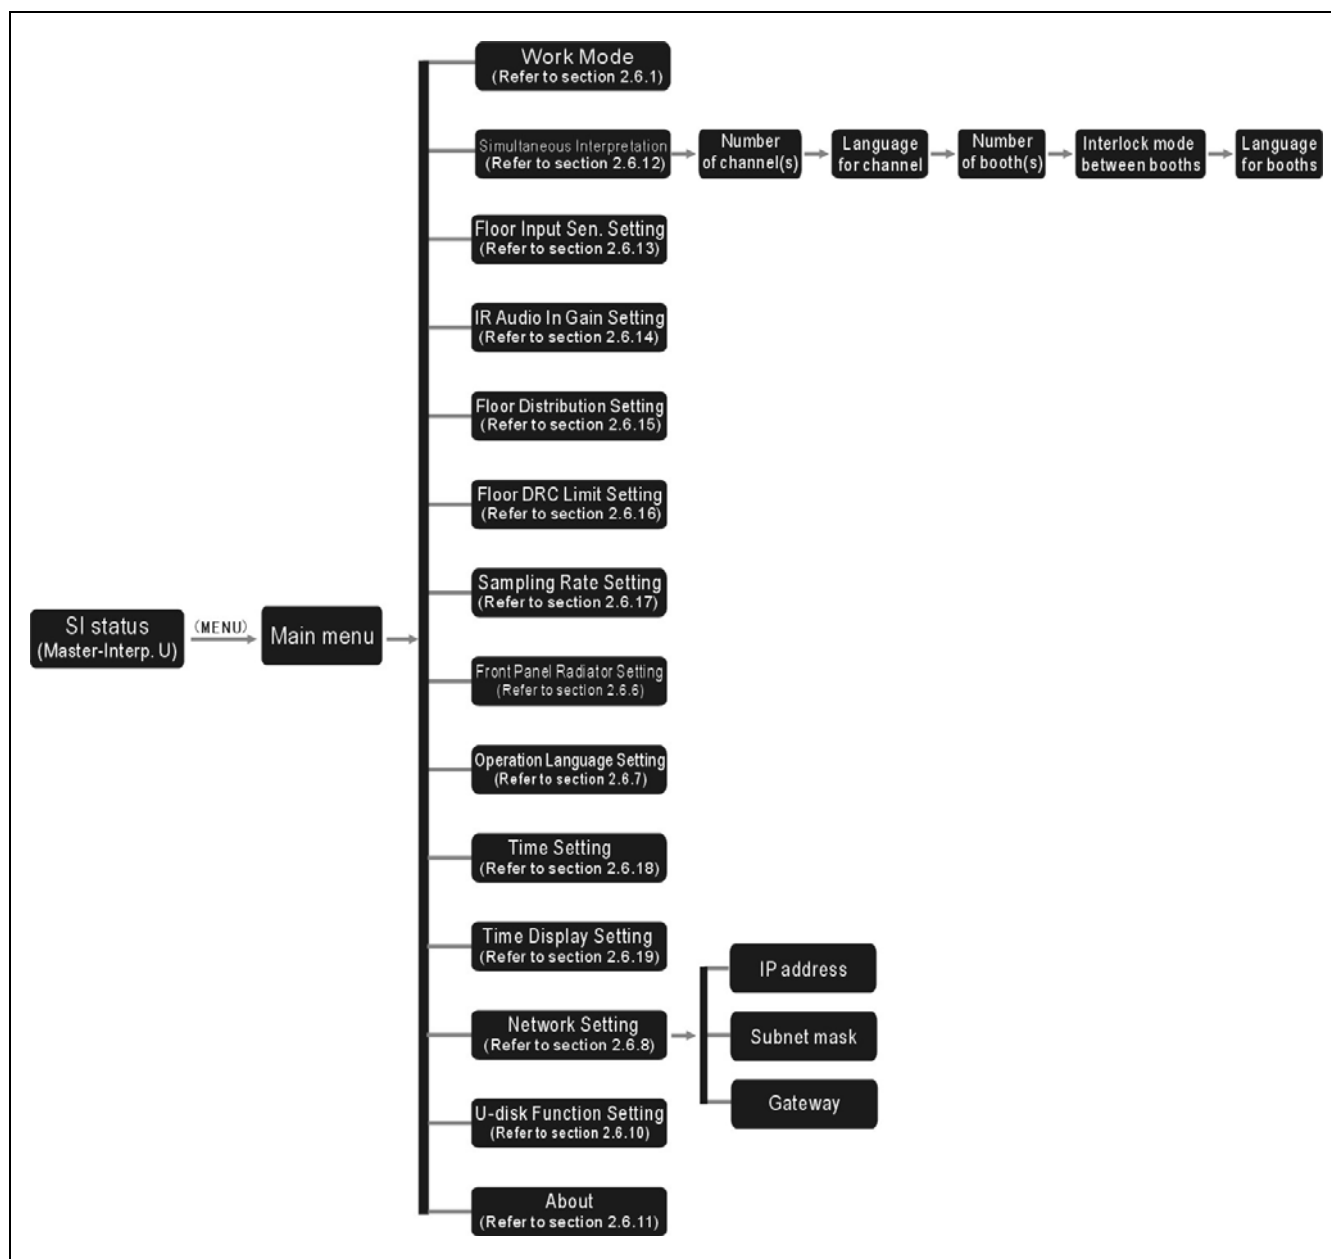 Work Mode
(Refer to section 2.6.1)
Simultaneous Interpretation
(Refer to section 2.6.12)
Number
of channel(s)
Language
for channel
Number
of booth(s)
Interlock mode
between booths
Language
for booths
Floor Input Sen. Setting
(Refer to section 2.6.13)
IR Audio In Gain Setting
(Refer to section 2.6.14)
Floor Distribution Setting
(Refer to section 2.6.15)
Floor DRC Limit Setting
(Refer to section 2.6.16)
Sampling Rate Setting
(Refer to section 2.6.17)
SI status
(Master-Interp. U)
(MENU)
Main menu
Front Panel Radiator Setting
(Refer to section 2.6.6)
Operation Language Setting
(Refer to section 2.6.7)
Time Setting
(Refer to section 2.6.18)
Time Display Setting
(Refer to section 2.6.19)
Network Setting
(Refer to section 2.6.8)
IP address
Subnet mask
Gateway
U-disk Function Setting
(Refer to section 2.6.10)
About
(Refer to section 2.6.11)